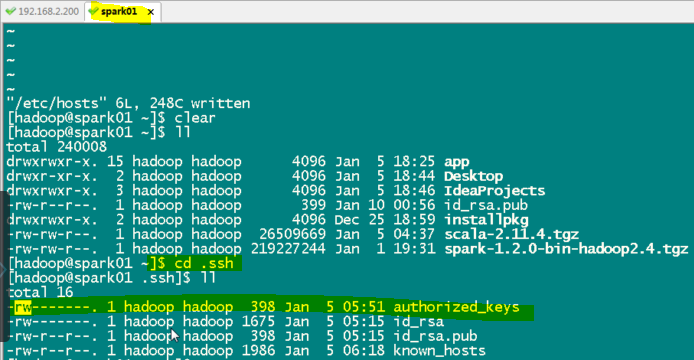 192.168.2.200 spark01 ×
~
~
~
~
~
"/etc/hosts" 6L, 248C written
[hadoop@spark01 ~]$ clear
[hadoop@spark01 ~]$ ll
total 240008
drwxrwxr-x. 15 hadoop hadoop 4096 Jan 5 18:25 app
drwxr-xr-x. 2 hadoop hadoop 4096 Jan 5 18:44 Desktop
drwxrwxr-x. 3 hadoop hadoop 4096 Jan 5 18:46 IdeaProjects
-rw-r--r--. 1 hadoop hadoop 399 Jan 10 00:56 id_rsa.pub
drwxrwxr-x. 2 hadoop hadoop 4096 Dec 25 18:59 installpkg
-rw-rw-r--. 1 hadoop hadoop 26509669 Jan 5 04:37 scala-2.11.4.tgz
-rw-rw-r--. 1 hadoop hadoop 219227244 Jan 1 19:31 spark-1.2.0-bin-hadoop2.4.tgz
[hadoop@spark01 ~]$ cd .ssh
[hadoop@spark01 .ssh]$ ll
total 16
-rw-------. 1 hadoop hadoop 398 Jan 5 05:51 authorized_keys
-rw-------. 1 hadoop hadoop 1675 Jan 5 05:15 id_rsa
-rw-r--r--. 1 hadoop hadoop 398 Jan 5 05:15 id_rsa.pub
-rw-r--r--. 1 hadoop hadoop 1986 Jan 5 06:18 known_hosts